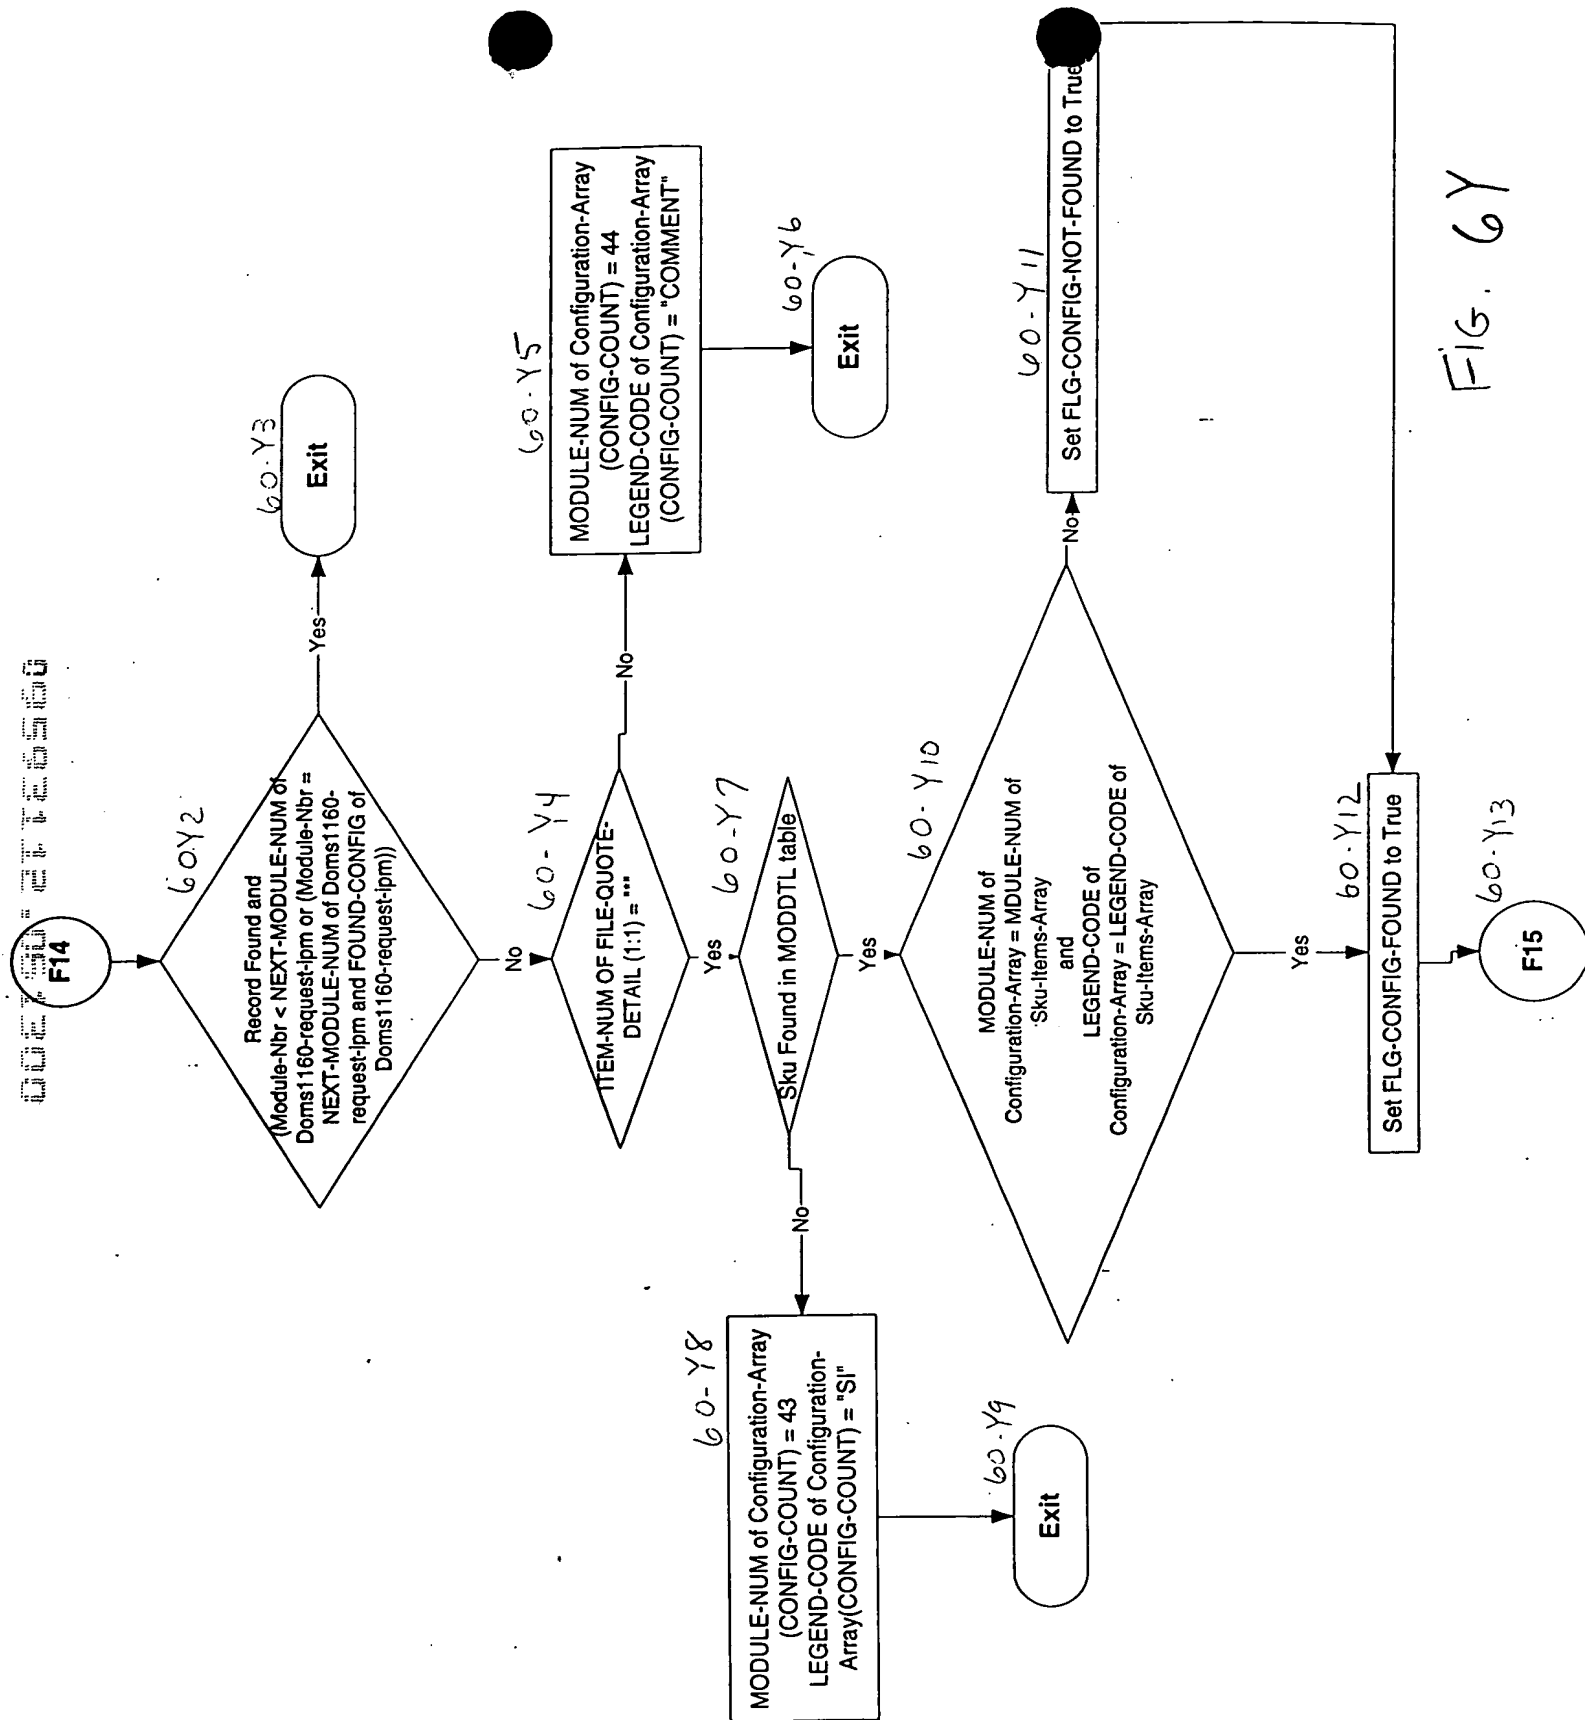 F14
60-Y2
Record Found and
(Module-Nbr < NEXT-MODULE-NUM of
Doms1160-request-ipm or (Module-Nbr =
NEXT-MODULE-NUM of Doms1160-
request-ipm and FOUND-CONFIG of
Doms1160-request-ipm))
Yes
60-Y3
Exit
No
60-Y4
ITEM-NUM OF FILE-QUOTE-
DETAIL (1:1) = "*"
No
60-Y5
MODULE-NUM of Configuration-Array
(CONFIG-COUNT) = 44
LEGEND-CODE of Configuration-Array
(CONFIG-COUNT) = "COMMENT"
60-Y6
Exit
Yes
60-Y7
Sku Found in MODDTL table
No
60-Y8
MODULE-NUM of Configuration-Array
(CONFIG-COUNT) = 43
LEGEND-CODE of Configuration-
Array(CONFIG-COUNT) = "SI"
60-Y9
Exit
Yes
60-Y10
MODULE-NUM of
Configuration-Array = MDULE-NUM of
Sku-Items-Array
and
LEGEND-CODE of
Configuration-Array = LEGEND-CODE of
Sku-Items-Array
No
60-Y11
Set FLG-CONFIG-NOT-FOUND to True
Yes
60-Y12
Set FLG-CONFIG-FOUND to True
60-Y13
F15
FIG. 6Y